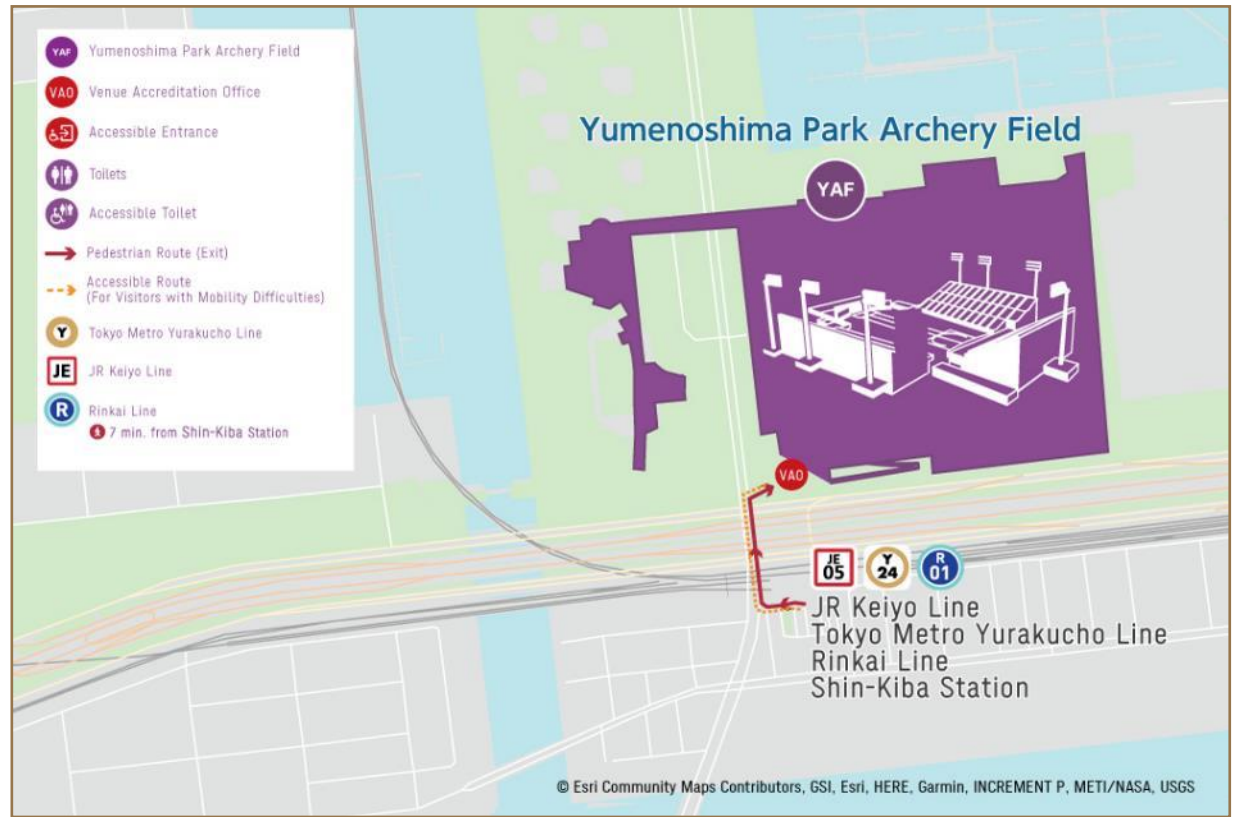 YAF Yumenoshima Park Archery Field
VAO Venue Accreditation Office
Accessible Entrance
Toilets
Accessible Toilet
Pedestrian Route (Exit)
Accessible Route
(For Visitors with Mobility Difficulties)
Y Tokyo Metro Yurakucho Line
JE JR Keiyo Line
R Rinkai Line
7 min. from Shin-Kiba Station
Yumenoshima Park Archery Field
YAF
VAO
JE 05 Y 24 R 01
JR Keiyo Line
Tokyo Metro Yurakucho Line
Rinkai Line
Shin-Kiba Station
© Esri Community Maps Contributors, GSI, Esri, HERE, Garmin, INCREMENT P, METI/NASA, USGS